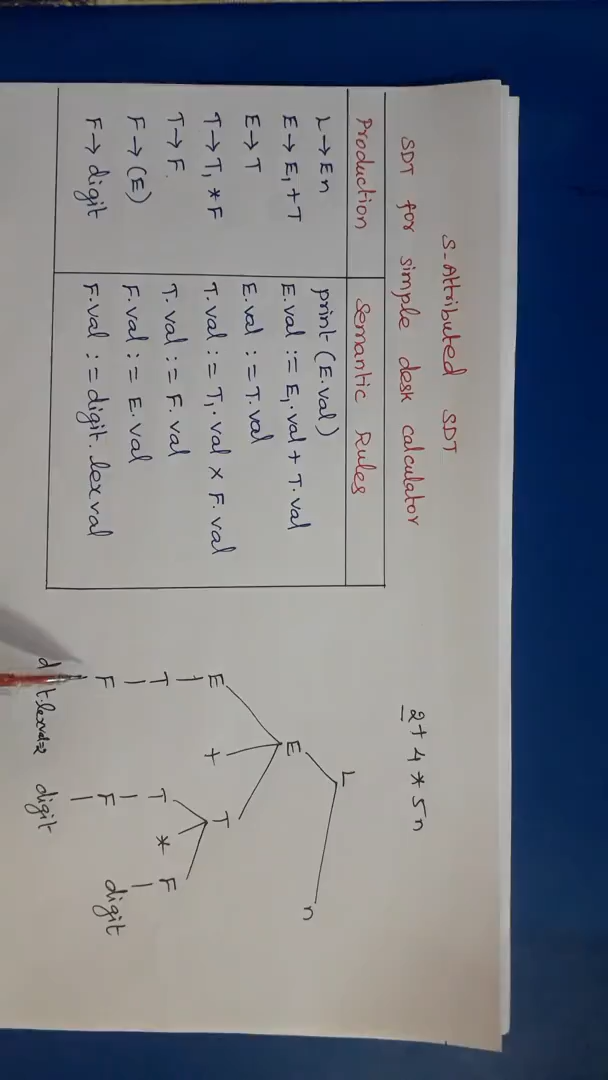 S-Attributed SDT
SDT for simple desk calculator
Production Semantic Rules
L → En print (E.val)
E → E₁ + T E.val := E₁.val + T.val
E → T E.val := T.val
T → T₁ * F T.val := T₁.val × F.val
T → F. T.val := F.val
F → (E) F.val := E.val
F → digit F.val := digit.lexval
2 + 4 * 5n
L
E n
E + T
T T * F
F F digit
digit